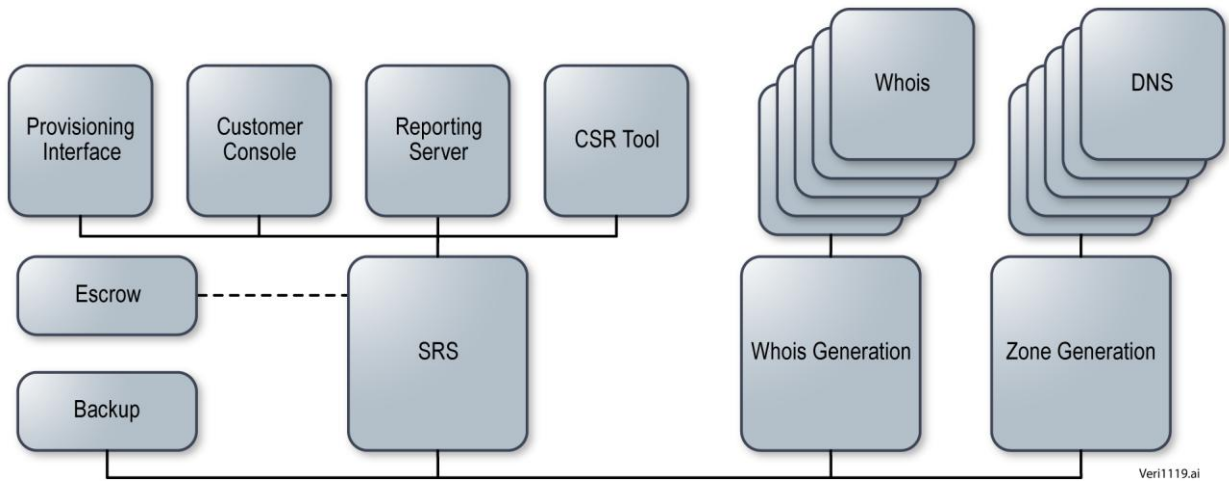 Whois
DNS
Provisioning
Interface
Customer
Console
Reporting
Server
CSR Tool
Escrow
SRS
Whois Generation
Zone Generation
Backup
Veri1119.ai